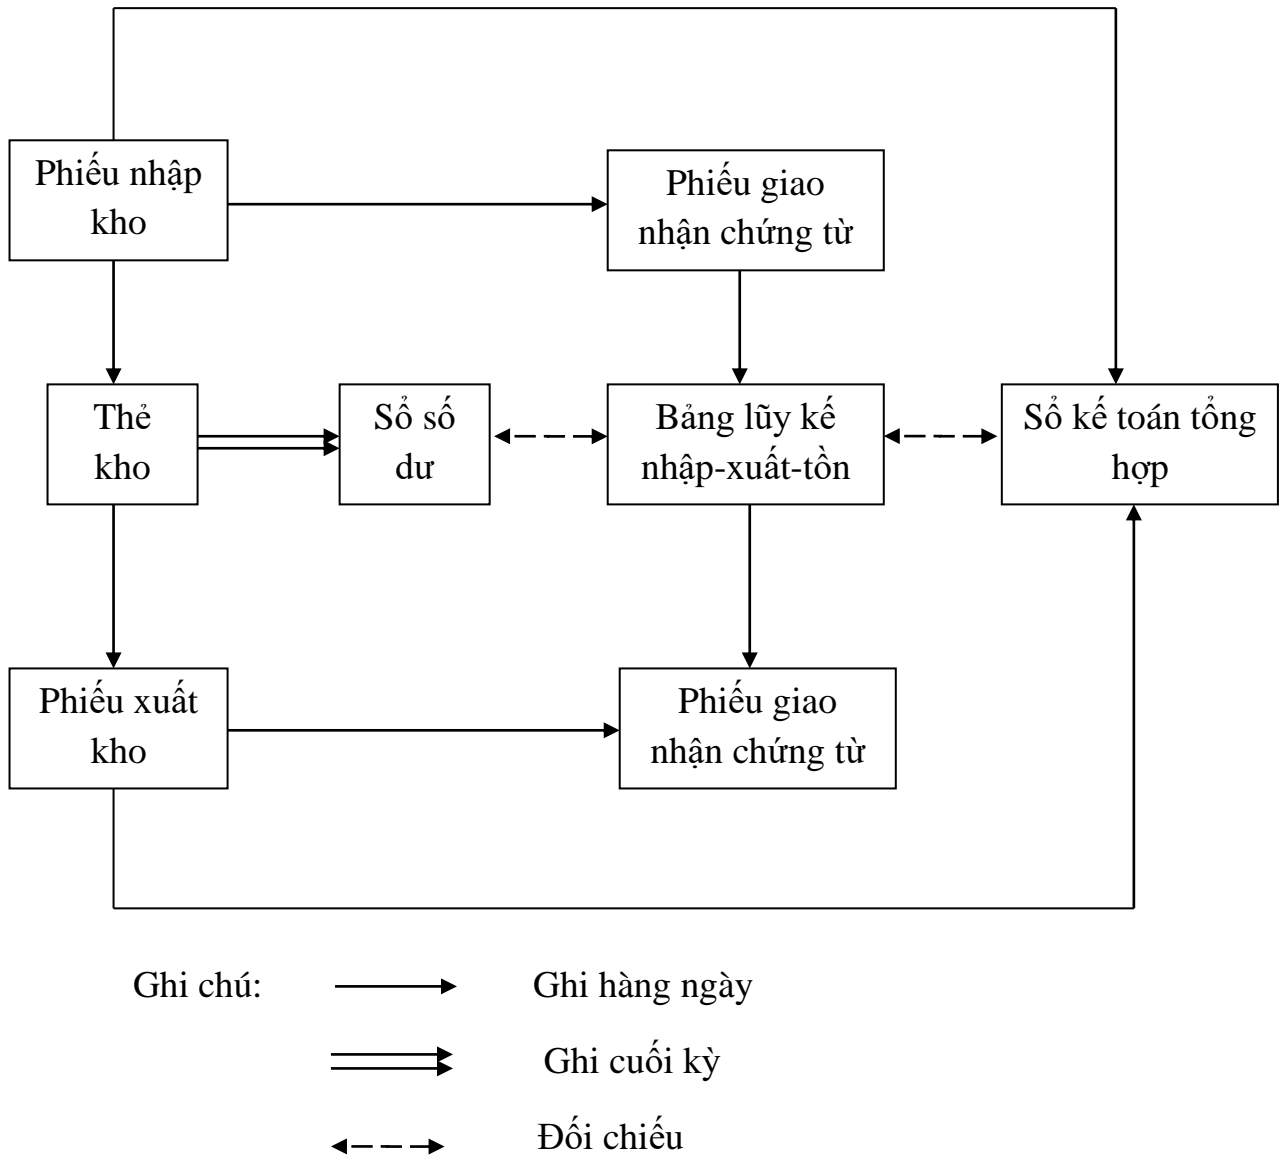 Phiếu nhập
kho
Phiếu giao
nhận chứng từ
Thẻ
kho
Sổ số
dư
Bảng lũy kế
nhập-xuất-tồn
Sổ kế toán tổng
hợp
Phiếu xuất
kho
Phiếu giao
nhận chứng từ
Ghi chú:
Ghi hàng ngày
Ghi cuối kỳ
Đối chiếu